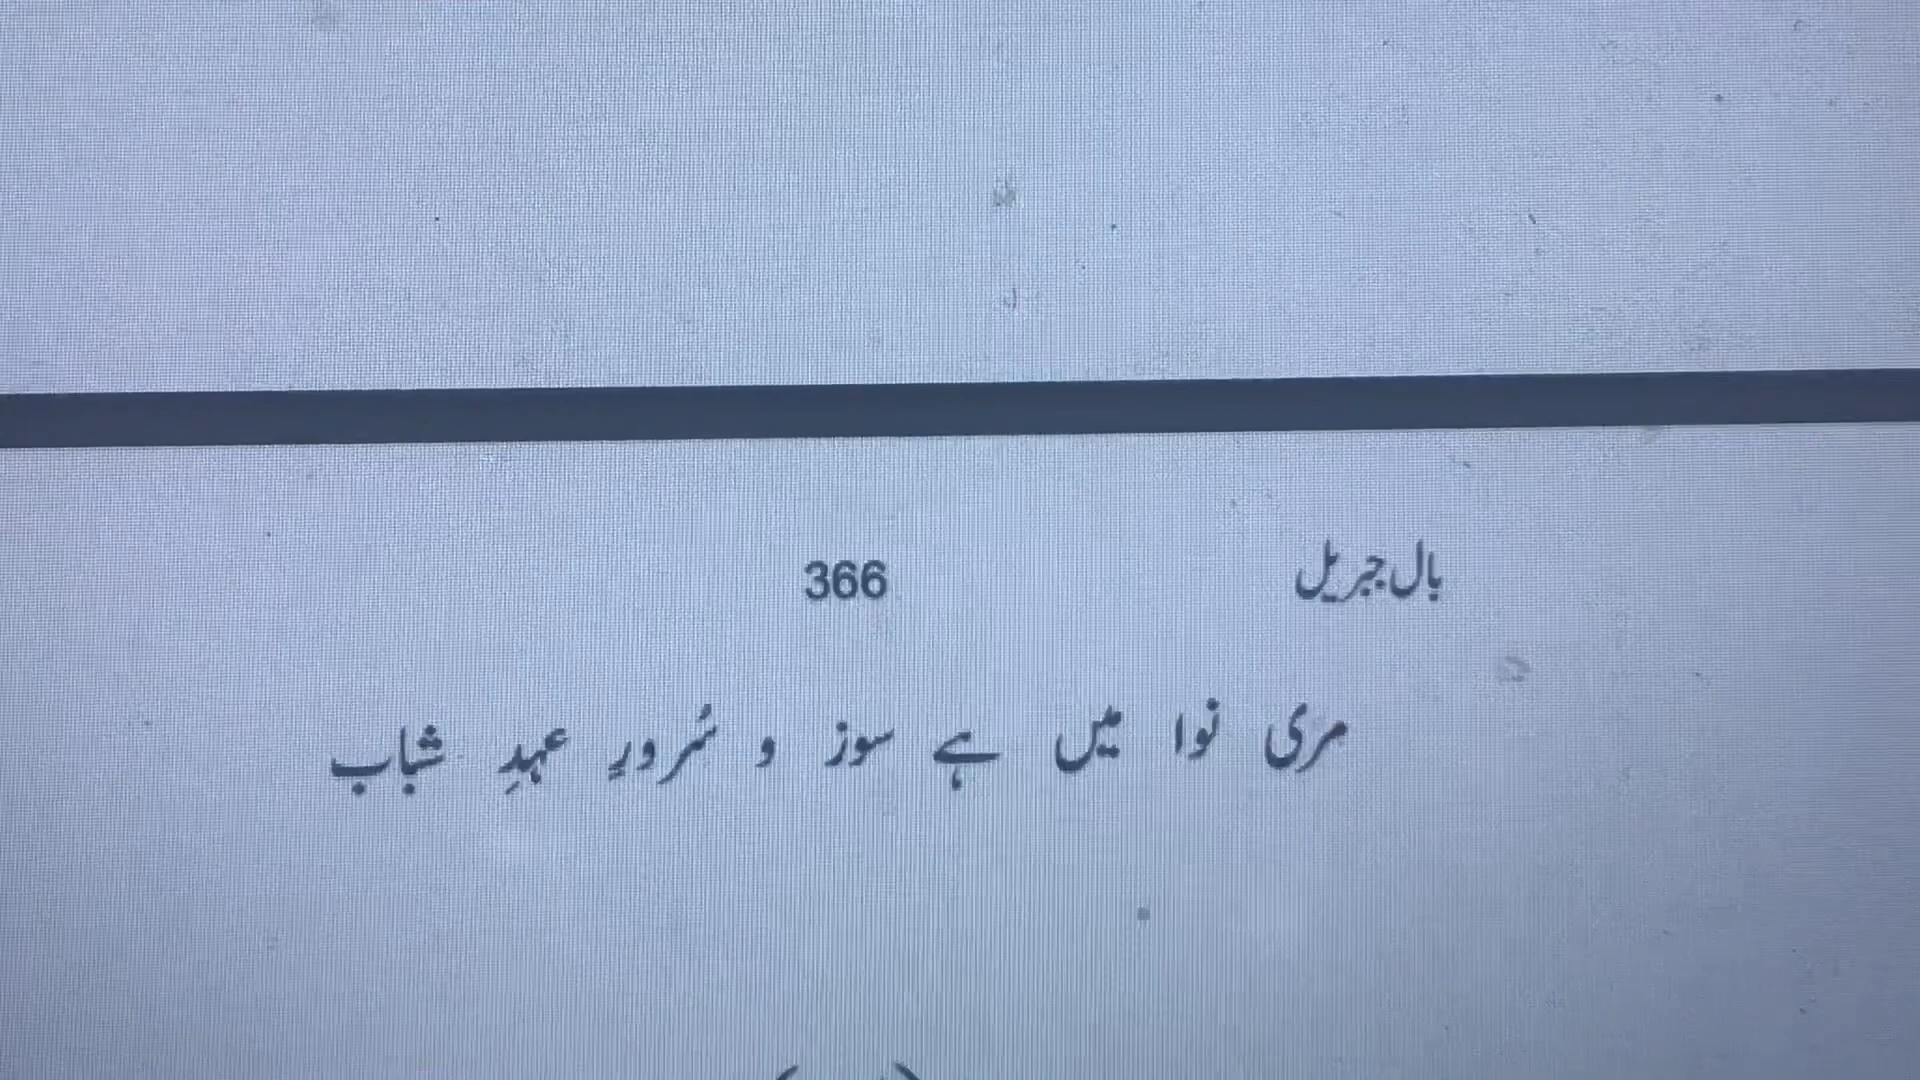 بال جبریل 366
مری نوا میں ہے سوز و سُرورِ عہدِ شباب